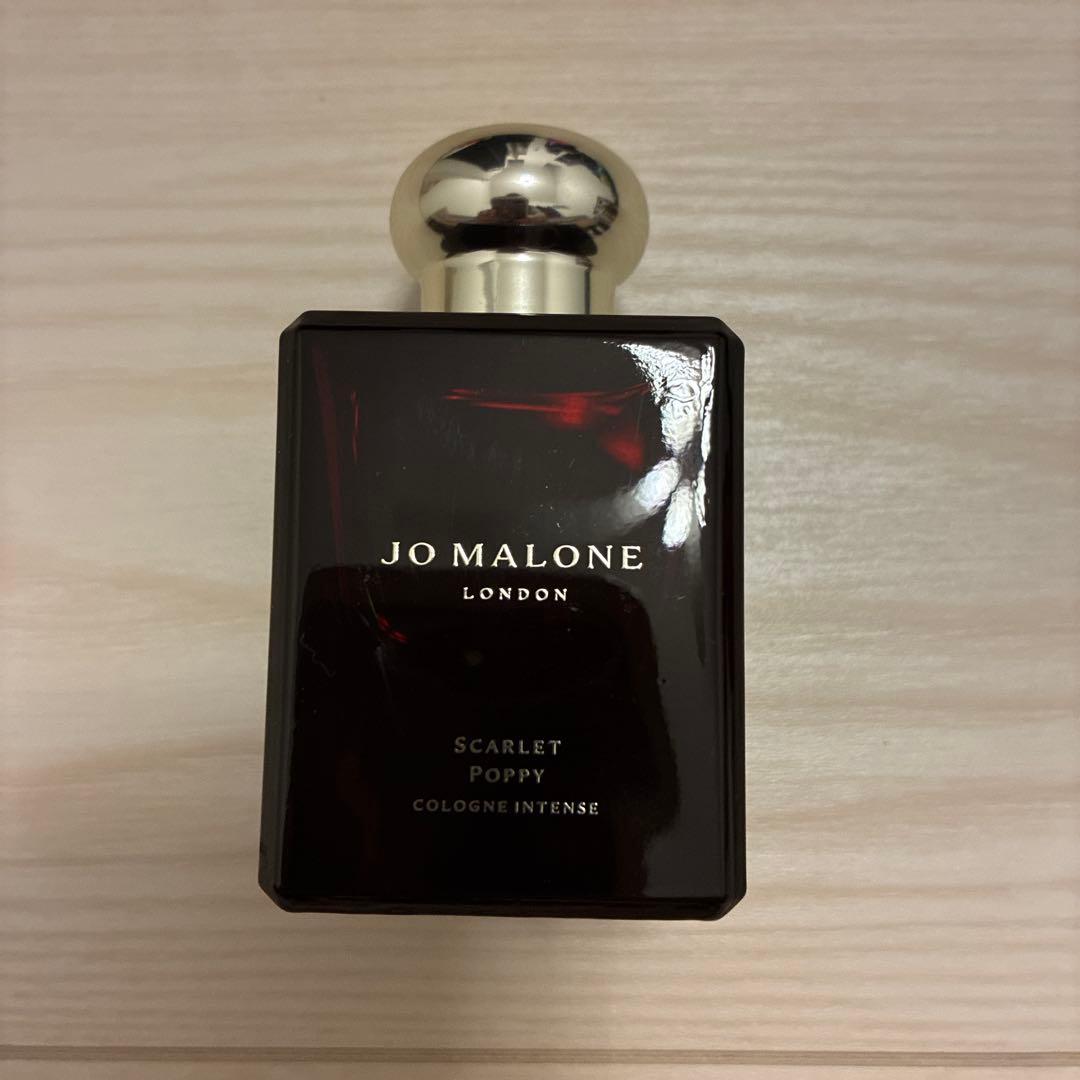 JO MALONE
LONDON
SCARLET
POPPY
COLOGNE INTENSE